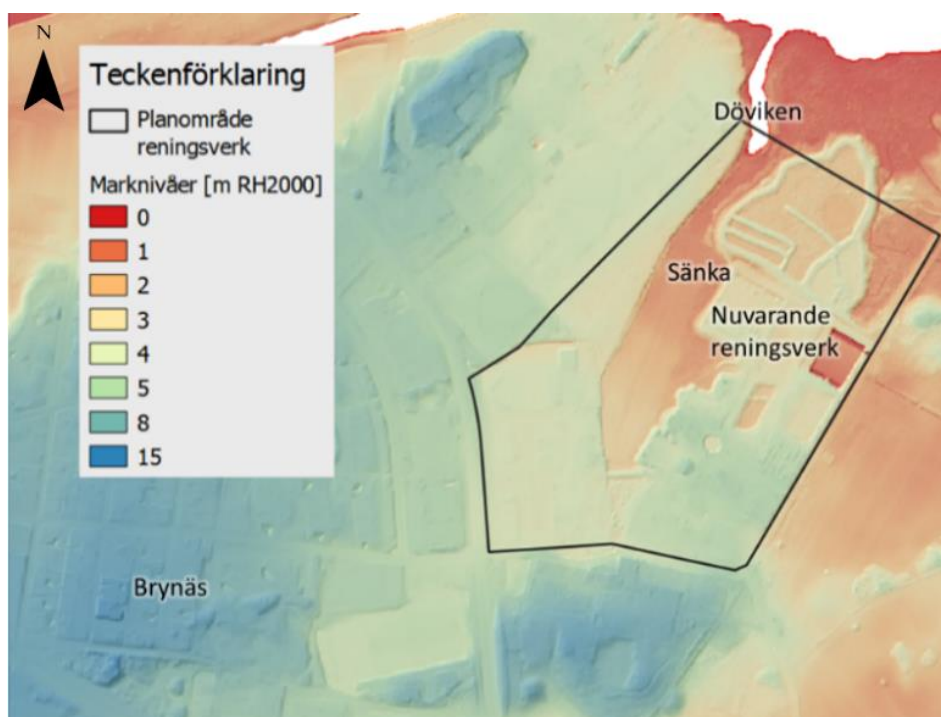 N
Teckenförklaring
Planområde
reningsverk
Marknivåer [m RH2000]
0
1
2
3
4
5
8
15
Döviken
Sänka
Nuvarande
reningsverk
Brynäs